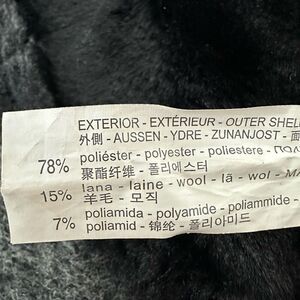 EXTERIOR - EXTÉRIEUR - OUTER SHELL
外側 - AUSSEN - YDRE - ZUNANJOST - 面
78% poliéster - polyester - poliestere -
聚酯纤维 - 폴리에스터
15% lana - laine - wool - lã - wol -
羊毛 - 모직
7% poliamida - polyamide - poliammide -
poliamid - 锦纶 - 폴리아미드